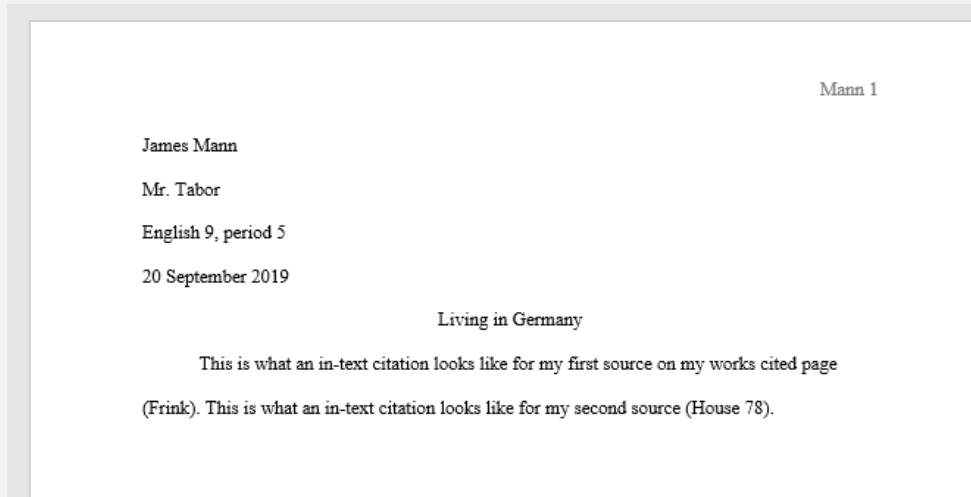 Mann 1
James Mann
Mr. Tabor
English 9, period 5
20 September 2019
Living in Germany
This is what an in-text citation looks like for my first source on my works cited page
(Frink). This is what an in-text citation looks like for my second source (House 78).